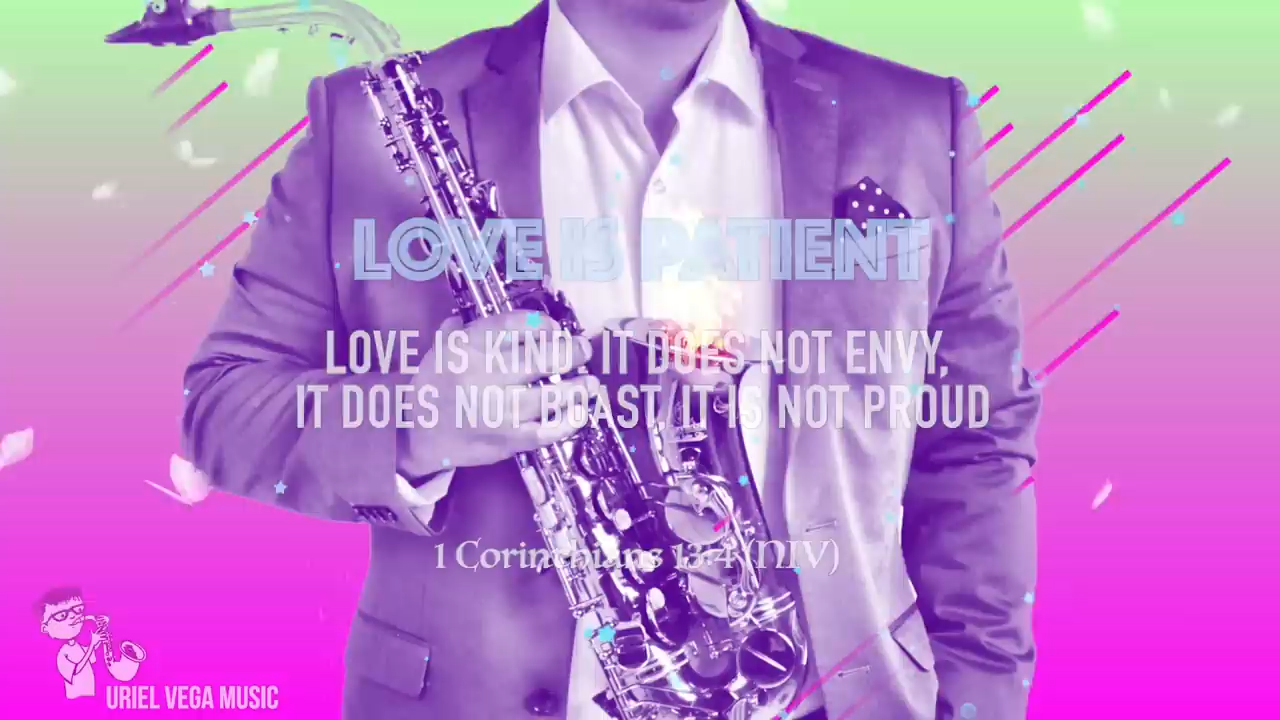 LOVE IS PATIENT
LOVE IS KIND. IT DOES NOT ENVY,
IT DOES NOT BOAST, IT IS NOT PROUD
1 Corinthians 13:4 (NIV)
URIEL VEGA MUSIC